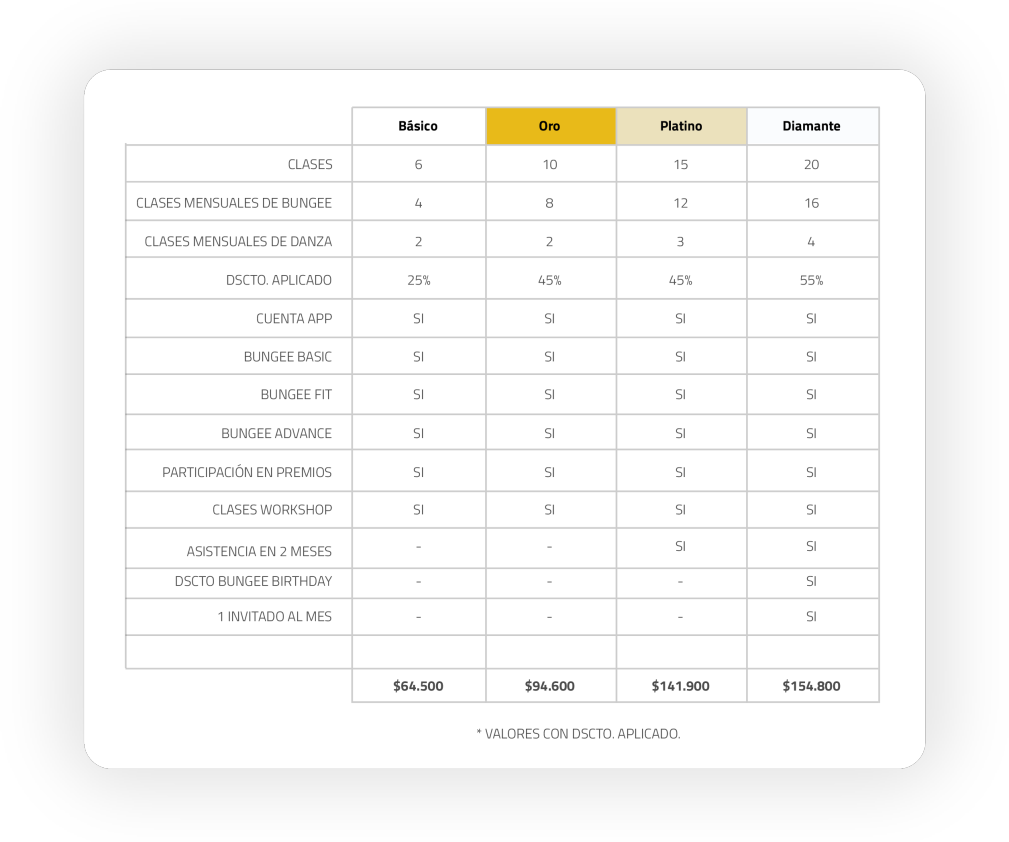 Básico Oro Platino Diamante
CLASES 6 10 15 20
CLASES MENSUALES DE BUNGEE 4 8 12 16
CLASES MENSUALES DE DANZA 2 2 3 4
DSCTO. APLICADO 25% 45% 45% 55%
CUENTA APP SI SI SI SI
BUNGEE BASIC SI SI SI SI
BUNGEE FIT SI SI SI SI
BUNGEE ADVANCE SI SI SI SI
PARTICIPACIÓN EN PREMIOS SI SI SI SI
CLASES WORKSHOP SI SI SI SI
ASISTENCIA EN 2 MESES - - SI SI
DSCTO BUNGEE BIRTHDAY - - - SI
1 INVITADO AL MES - - - SI
$64.500 $94.600 $141.900 $154.800
* VALORES CON DSCTO. APLICADO.